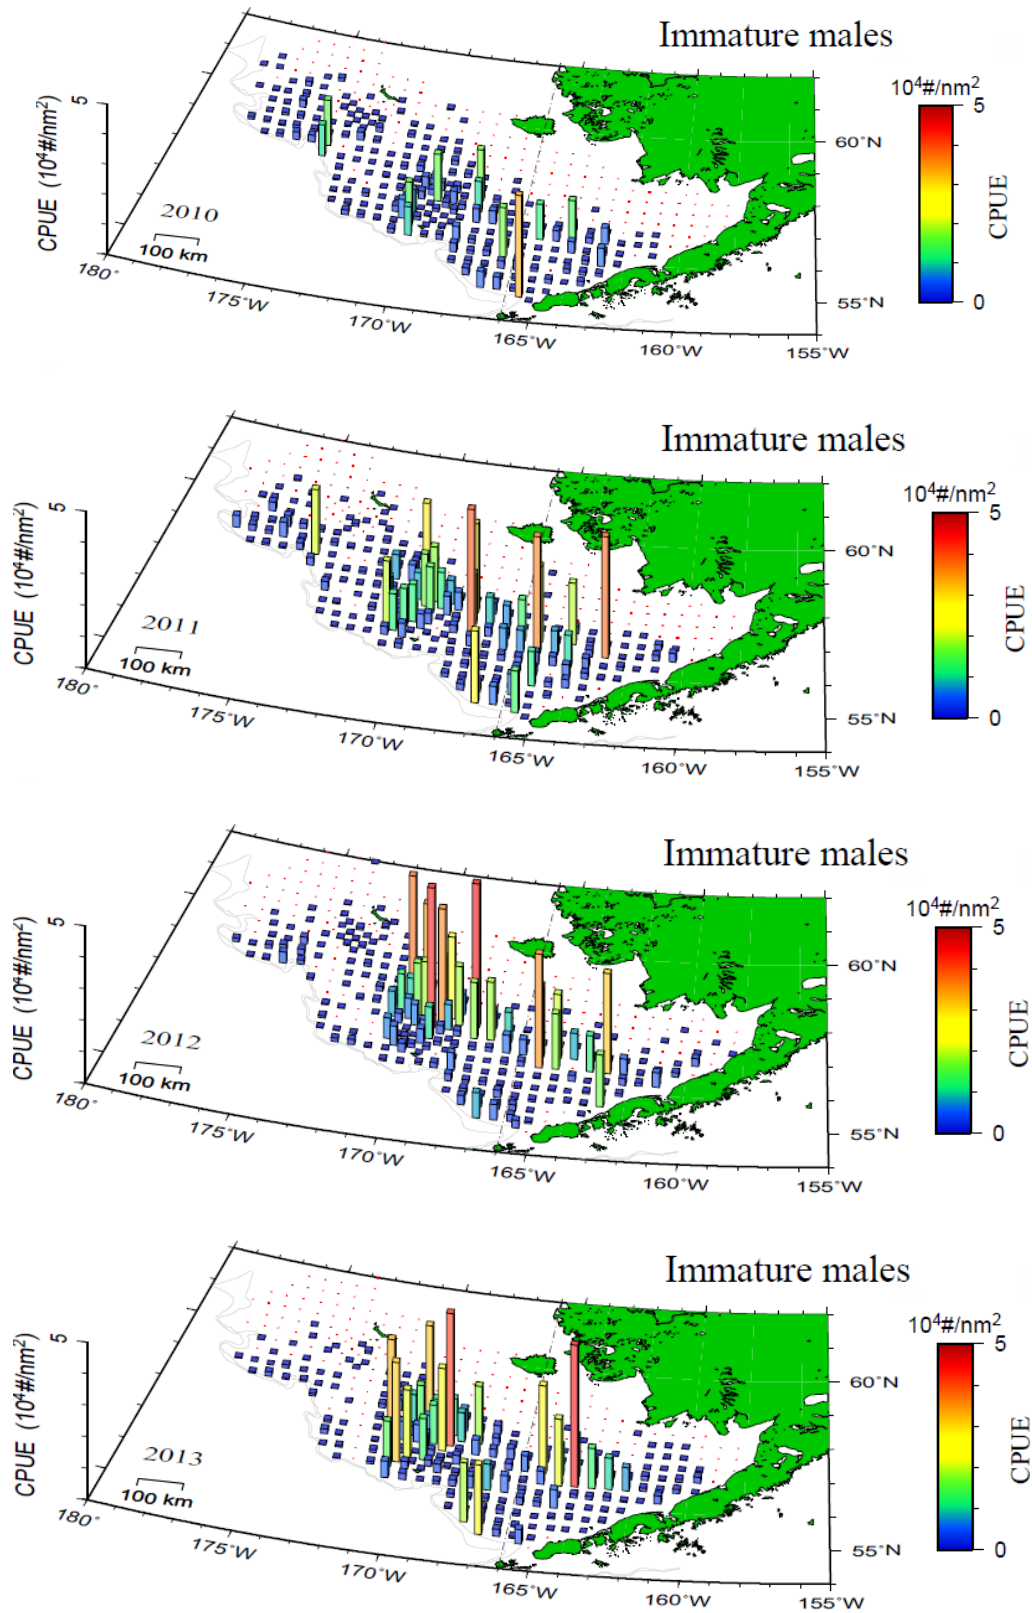 Immature males
10⁴#/nm²
5
CPUE
0
5
CPUE (10⁴#/nm²)
2010
100 km
60˚N
55˚N
180˚
175˚W
170˚W
165˚W
160˚W
155˚W
Immature males
10⁴#/nm²
5
CPUE
0
5
CPUE (10⁴#/nm²)
2011
100 km
60˚N
55˚N
180˚
175˚W
170˚W
165˚W
160˚W
155˚W
Immature males
10⁴#/nm²
5
CPUE
0
5
CPUE (10⁴#/nm²)
2012
100 km
60˚N
55˚N
180˚
175˚W
170˚W
165˚W
160˚W
155˚W
Immature males
10⁴#/nm²
5
CPUE
0
5
CPUE (10⁴#/nm²)
2013
100 km
60˚N
55˚N
180˚
175˚W
170˚W
165˚W
160˚W
155˚W